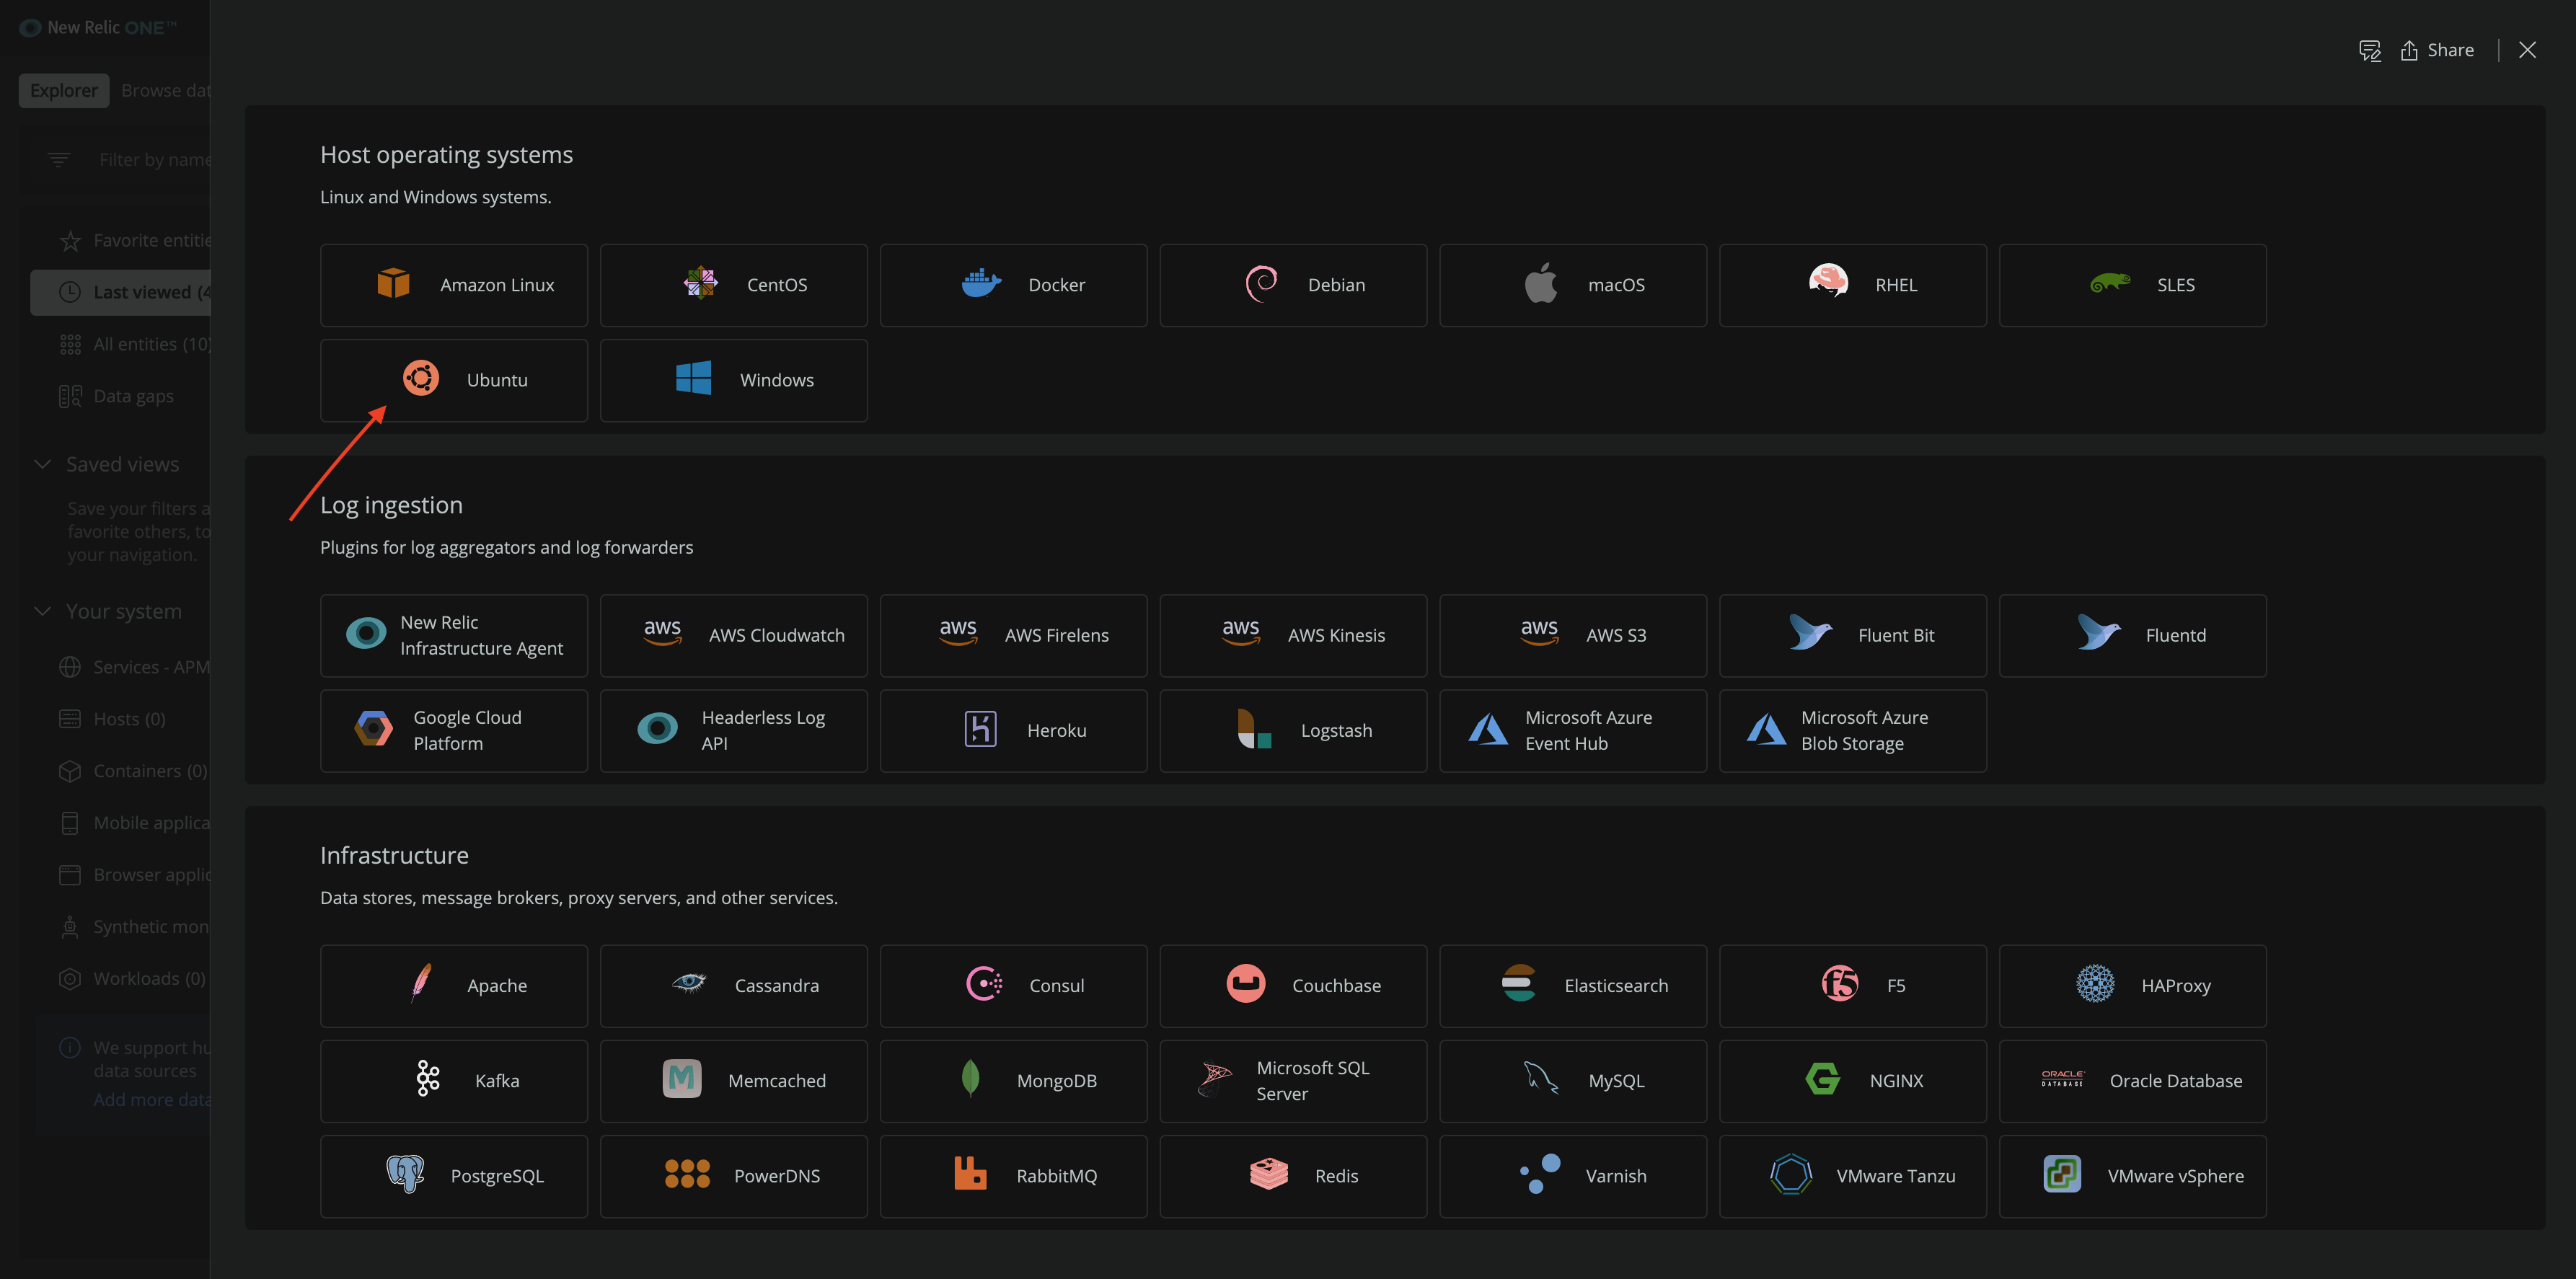 New Relic ONE™
Explorer
Browse dat
Share
Filter by name
Favorite entitie
Last viewed (4
All entities (10)
Data gaps
Saved views
Save your filters a
favorite others, to
your navigation.
Your system
Services - APM
Hosts (0)
Containers (0)
Mobile applica
Browser applic
Synthetic mon
Workloads (0)
We support hu
data sources
Add more data
Host operating systems
Linux and Windows systems.
Amazon Linux
CentOS
Docker
Debian
macOS
RHEL
SLES
Ubuntu
Windows
Log ingestion
Plugins for log aggregators and log forwarders
New Relic
Infrastructure Agent
aws
AWS Cloudwatch
aws
AWS Firelens
aws
AWS Kinesis
aws
AWS S3
Fluent Bit
Fluentd
Google Cloud
Platform
Headerless Log
API
Heroku
Logstash
Microsoft Azure
Event Hub
Microsoft Azure
Blob Storage
Infrastructure
Data stores, message brokers, proxy servers, and other services.
Apache
Cassandra
Consul
Couchbase
Elasticsearch
F5
F5
HAProxy
Kafka
M
Memcached
MongoDB
Microsoft SQL
Server
MySQL
G
NGINX
ORACLE
DATABASE
Oracle Database
PostgreSQL
PowerDNS
RabbitMQ
Redis
Varnish
VMware Tanzu
VMware vSphere